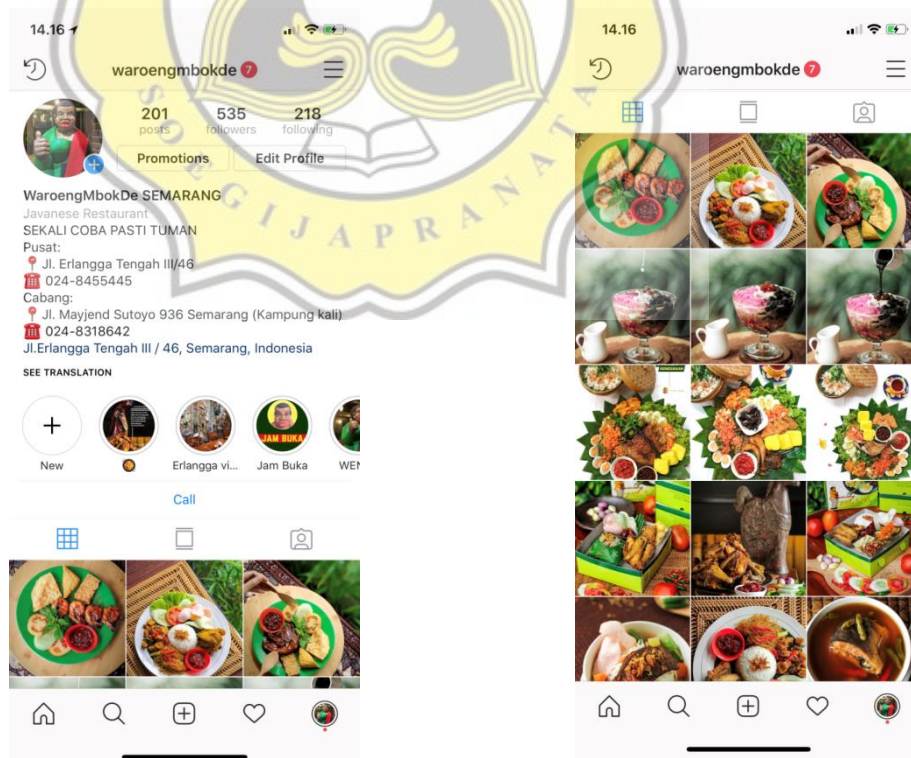 14.16
waroengmbokde 7
201 535 218
posts followers following
Promotions Edit Profile
WaroengMbokDe SEMARANG
Javanese Restaurant
SEKALI COBA PASTI TUMAN
Pusat:
Jl. Erlangga Tengah III/46
024-8455445
Cabang:
Jl. Mayjend Sutoyo 936 Semarang (Kampung kali)
024-8318642
Jl.Erlangga Tengah III / 46, Semarang, Indonesia
SEE TRANSLATION
JAM BUKA
New Erlangga vi... Jam Buka WEN
Call
14.16
waroengmbokde 7
SOEGIJAPRANATA